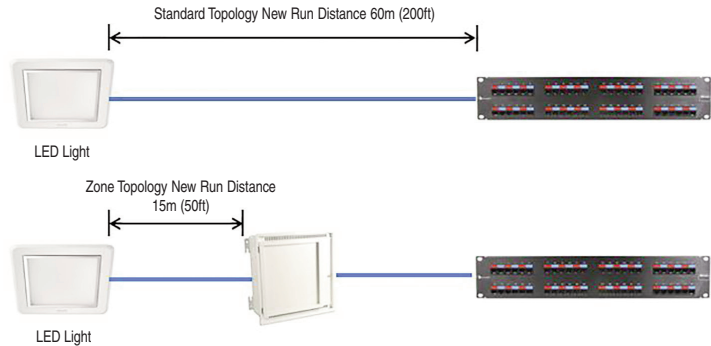 Standard Topology New Run Distance 60m (200ft)
LED Light
Zone Topology New Run Distance
15m (50ft)
LED Light